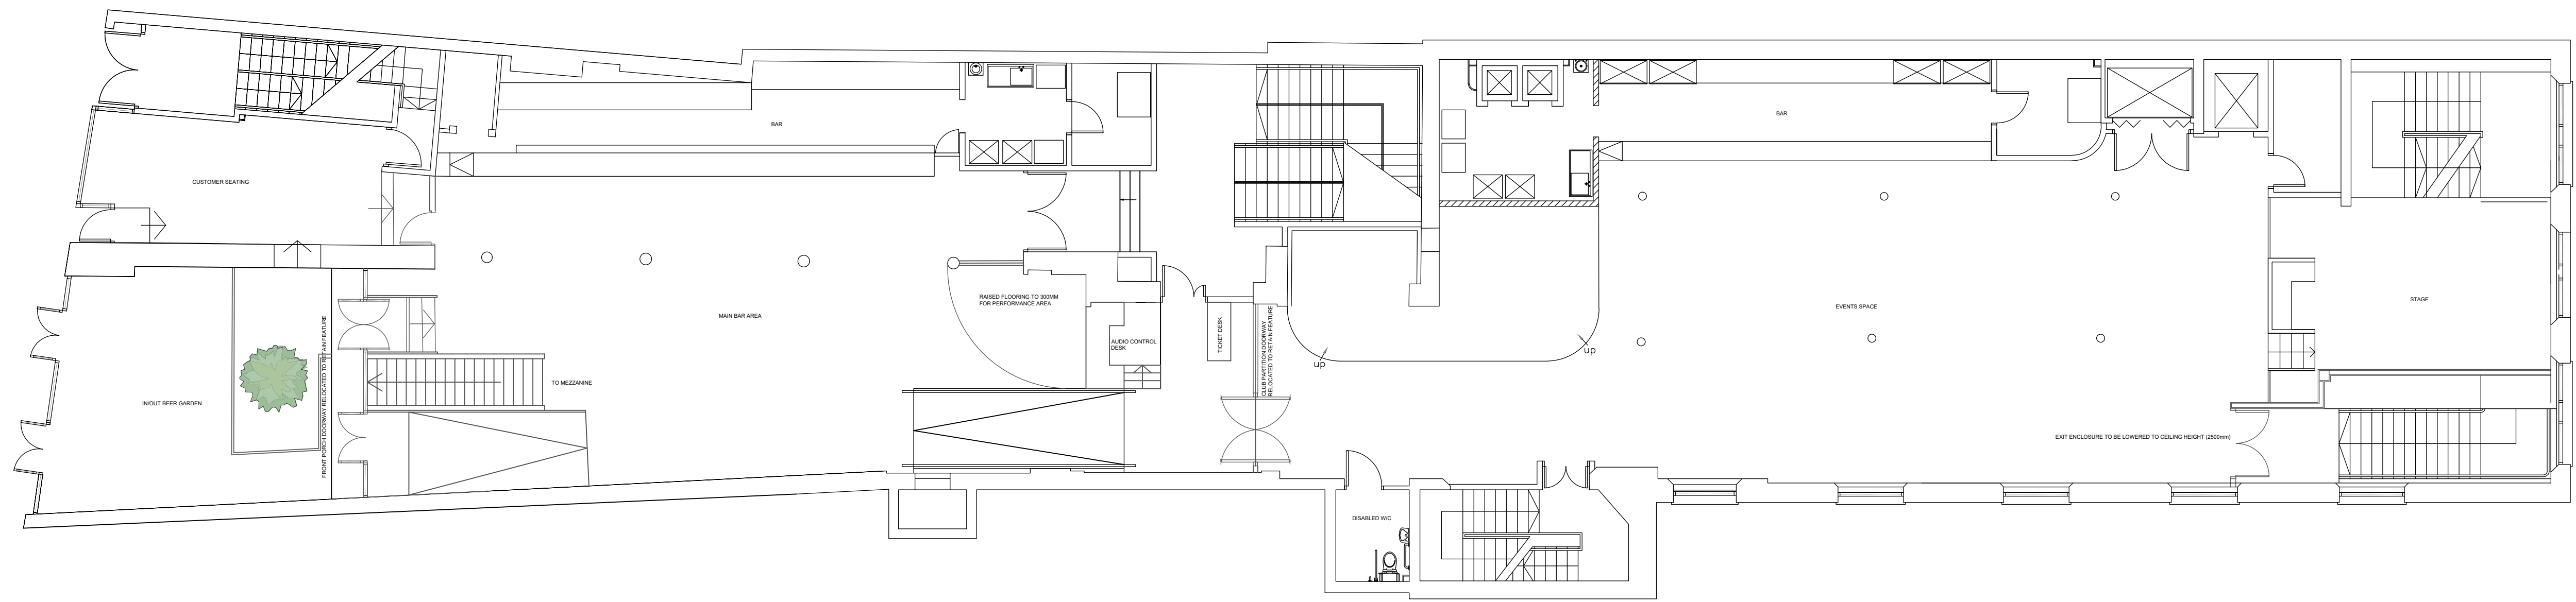 BAR
BAR
CUSTOMER SEATING
RAISED FLOORING TO 300MM
FOR PERFORMANCE AREA
MAIN BAR AREA
EVENTS SPACE
STAGE
AUDIO CONTROL
DESK
TICKET DESK
CLUB PARTITION DOORWAY
RELOCATED TO RETAIN FEATURE
up
up
FRONT PORCH DOORWAY RELOCATED TO RETAIN FEATURE
TO MEZZANINE
IN/OUT BEER GARDEN
EXIT ENCLOSURE TO BE LOWERED TO CEILING HEIGHT (2500mm)
DISABLED W/C